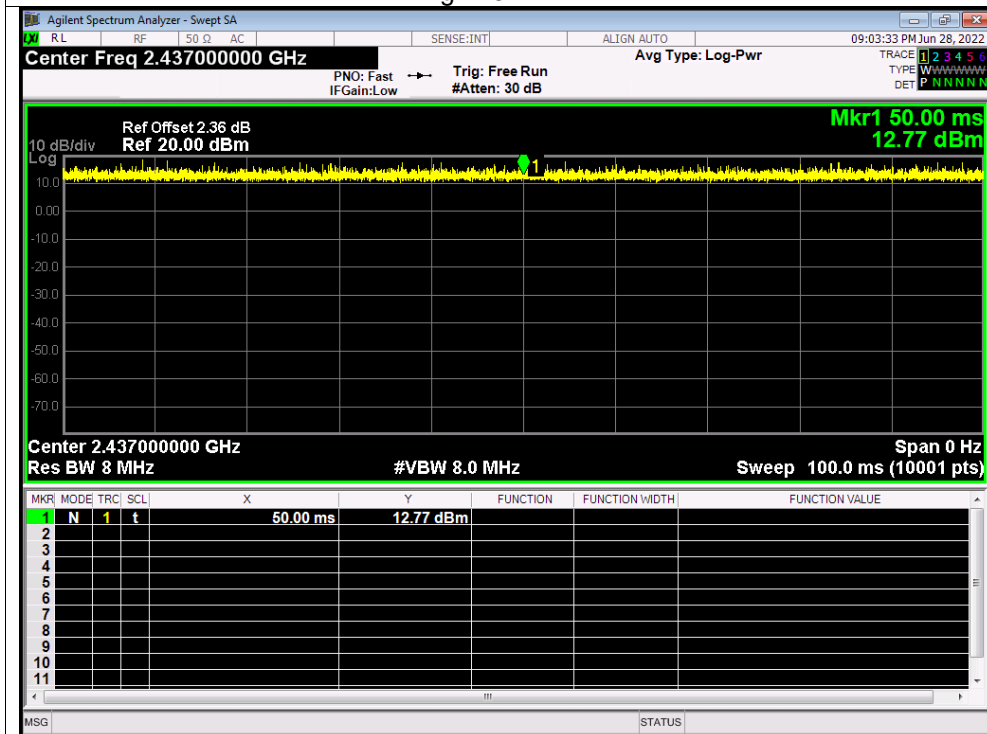 Agilent Spectrum Analyzer - Swept SA
LXI RL RF 50 Ω AC SENSE:INT ALIGN AUTO 09:03:33 PM Jun 28, 2022
Center Freq 2.437000000 GHz Avg Type: Log-Pwr TRACE 1 2 3 4 5 6
PNO: Fast Trig: Free Run TYPE WWWWWW
IFGain:Low #Atten: 30 dB DET P N N N N N
Mkr1 50.00 ms
12.77 dBm
Ref Offset 2.36 dB
10 dB/div Ref 20.00 dBm
Log
1
10.0
0.00
-10.0
-20.0
-30.0
-40.0
-50.0
-60.0
-70.0
Center 2.437000000 GHz Span 0 Hz
Res BW 8 MHz #VBW 8.0 MHz Sweep 100.0 ms (10001 pts)
MKR MODE TRC SCL X Y FUNCTION FUNCTION WIDTH FUNCTION VALUE
1 N 1 t 50.00 ms 12.77 dBm
2
3
4
5
6
7
8
9
10
11
MSG STATUS